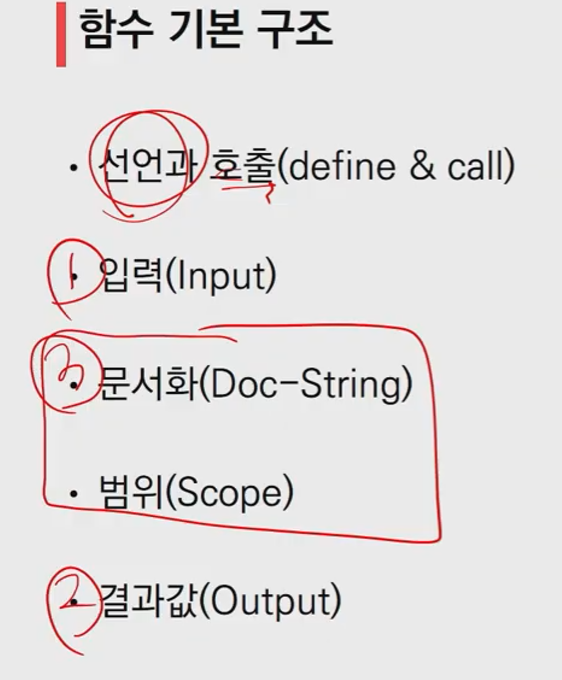 함수 기본 구조
• 선언과 호출(define & call)
1 • 입력(Input)
3 • 문서화(Doc-String)
• 범위(Scope)
2 • 결과값(Output)